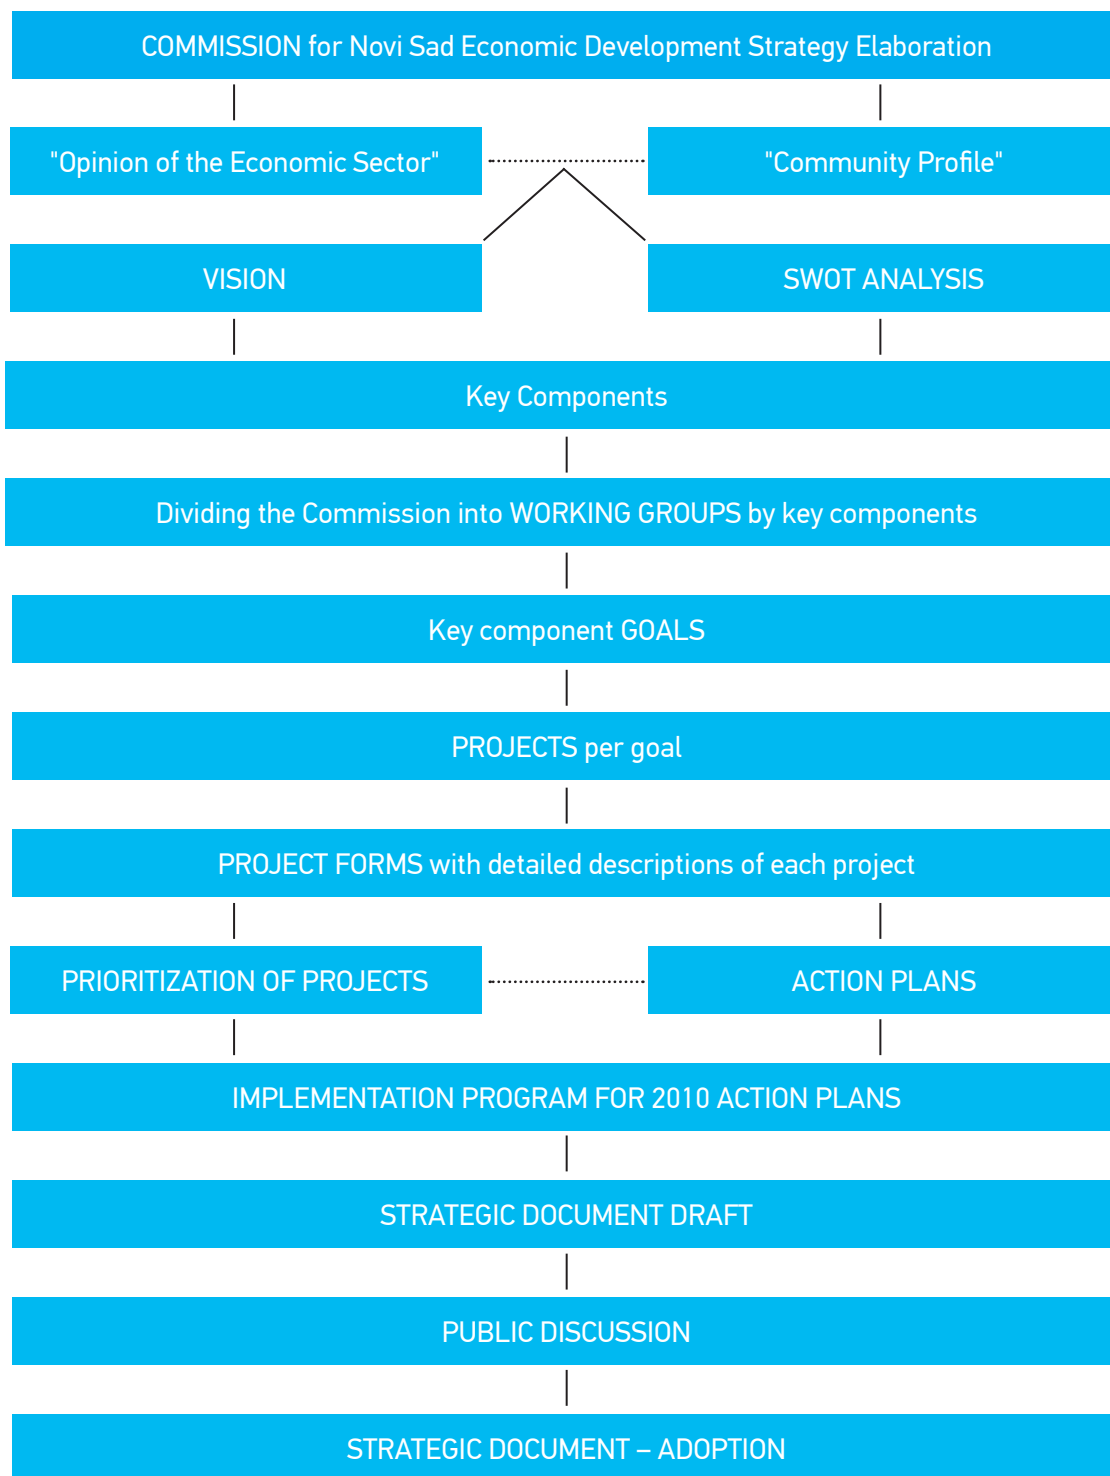 COMMISSION for Novi Sad Economic Development Strategy Elaboration
"Opinion of the Economic Sector"
"Community Profile"
VISION
SWOT ANALYSIS
Key Components
Dividing the Commission into WORKING GROUPS by key components
Key component GOALS
PROJECTS per goal
PROJECT FORMS with detailed descriptions of each project
PRIORITIZATION OF PROJECTS
ACTION PLANS
IMPLEMENTATION PROGRAM FOR 2010 ACTION PLANS
STRATEGIC DOCUMENT DRAFT
PUBLIC DISCUSSION
STRATEGIC DOCUMENT – ADOPTION